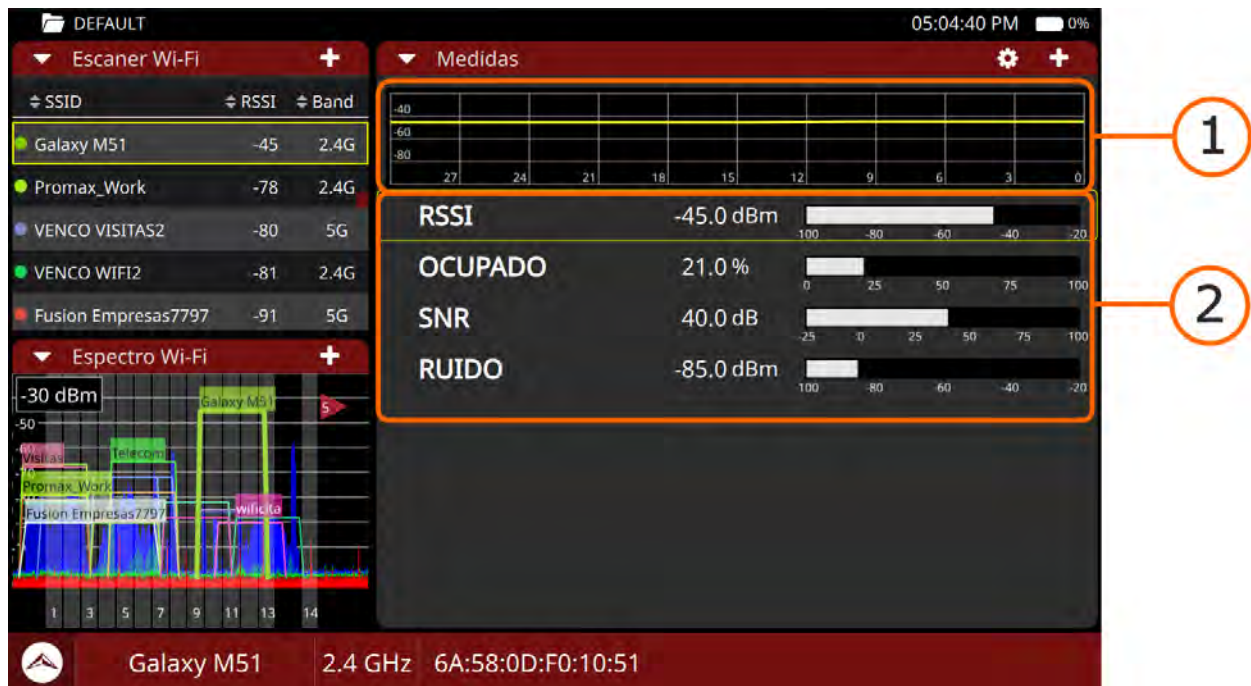 DEFAULT 05:04:40 PM 0%
Escaner Wi-Fi
SSID RSSI Band
Galaxy M51 -45 2.4G
Promax_Work -78 2.4G
VENCO VISITAS2 -80 5G
VENCO WIFI2 -81 2.4G
Fusion Empresas7797 -91 5G
Espectro Wi-Fi
-30 dBm
Galaxy M51
S
-50
Visitas
Telecom
Promax_Work
Fusion Empresas7797
wificita
1 3 5 7 9 11 13 14
Medidas
-40
-60
-80
27 24 21 18 15 12 9 6 3 0
1
RSSI -45.0 dBm
-100 -80 -60 -40 -20
OCUPADO 21.0 %
0 25 50 75 100
SNR 40.0 dB
-25 0 25 50 75 100
RUIDO -85.0 dBm
-100 -80 -60 -40 -20
2
Galaxy M51 2.4 GHz 6A:58:0D:F0:10:51